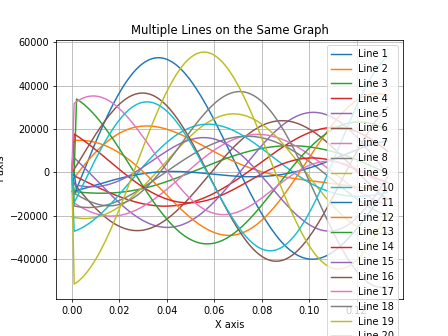 Multiple Lines on the Same Graph
60000
40000
20000
0
−20000
−40000
0.00
0.02
0.04
0.06
0.08
0.10
X axis
Line 1
Line 2
Line 3
Line 4
Line 5
Line 6
Line 7
Line 8
Line 9
Line 10
Line 11
Line 12
Line 13
Line 14
Line 15
Line 16
Line 17
Line 18
Line 19
Line 20